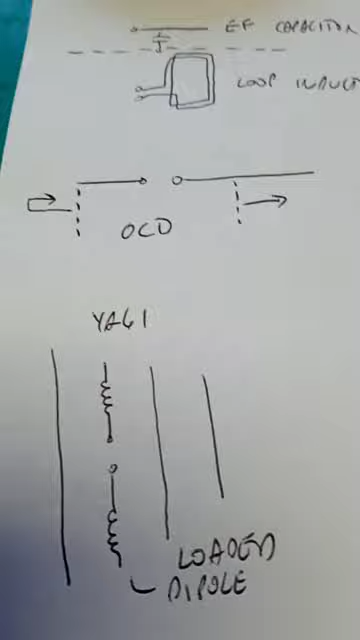 EF CAPACITOR
LOOP INDUCT
OCD
YAGI
LOADED
DIPOLE